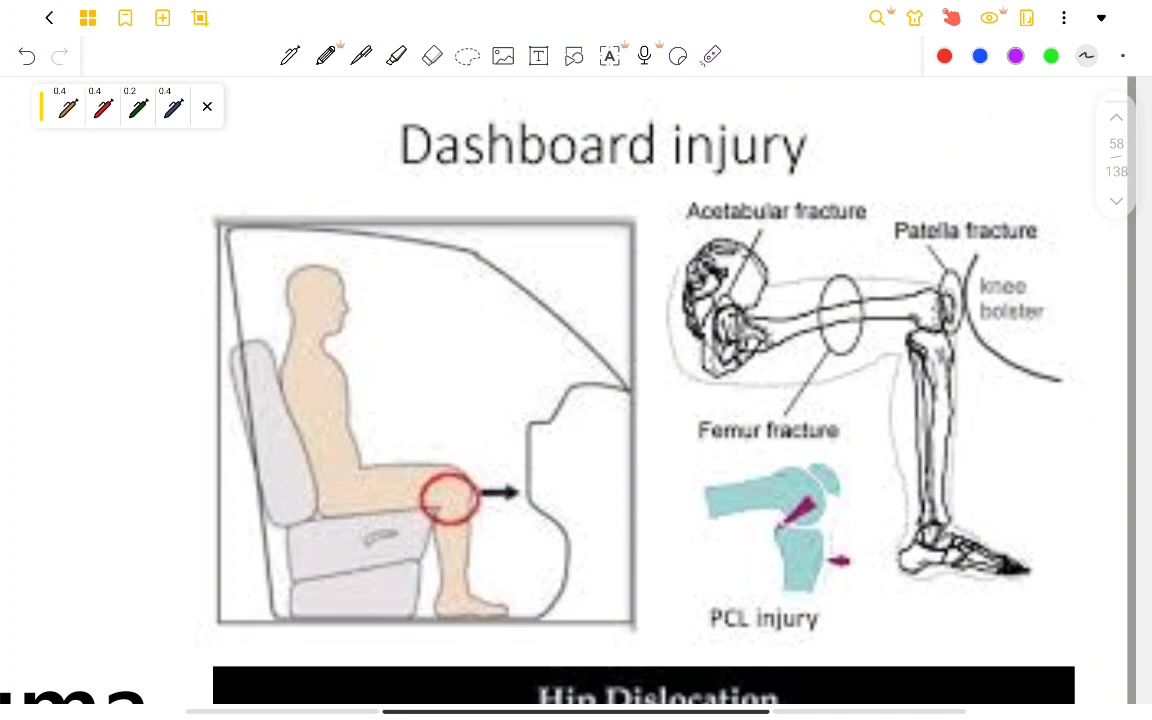 0.4
0.4
0.2
0.4
58
138
Dashboard injury
Acetabular fracture
Patella fracture
knee
bolster
Femur fracture
PCL injury
Hip Dislocation